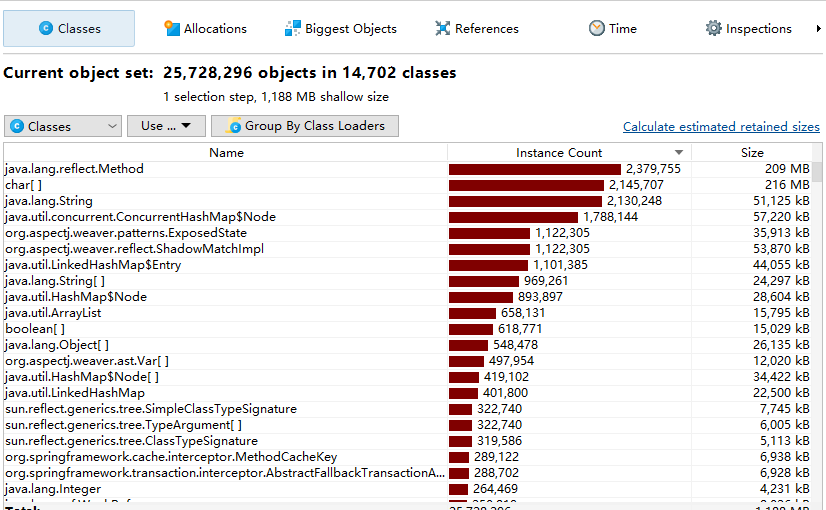 Classes Allocations Biggest Objects References Time Inspections
Current object set: 25,728,296 objects in 14,702 classes
1 selection step, 1,188 MB shallow size
Classes Use ... Group By Class Loaders Calculate estimated retained sizes
Name Instance Count Size
java.lang.reflect.Method 2,379,755 209 MB
char[ ] 2,145,707 216 MB
java.lang.String 2,130,248 51,125 kB
java.util.concurrent.ConcurrentHashMap$Node 1,788,144 57,220 kB
org.aspectj.weaver.patterns.ExposedState 1,122,305 35,913 kB
org.aspectj.weaver.reflect.ShadowMatchImpl 1,122,305 53,870 kB
java.util.LinkedHashMap$Entry 1,101,385 44,055 kB
java.lang.String[ ] 969,261 24,297 kB
java.util.HashMap$Node 893,897 28,604 kB
java.util.ArrayList 658,131 15,795 kB
boolean[ ] 618,771 15,029 kB
java.lang.Object[ ] 548,478 26,135 kB
org.aspectj.weaver.ast.Var[ ] 497,954 12,020 kB
java.util.HashMap$Node[ ] 419,102 34,422 kB
java.util.LinkedHashMap 401,800 22,500 kB
sun.reflect.generics.tree.SimpleClassTypeSignature 322,740 7,745 kB
sun.reflect.generics.tree.TypeArgument[ ] 322,740 6,005 kB
sun.reflect.generics.tree.ClassTypeSignature 319,586 5,113 kB
org.springframework.cache.interceptor.MethodCacheKey 289,122 6,938 kB
org.springframework.transaction.interceptor.AbstractFallbackTransactionA... 288,702 6,928 kB
java.lang.Integer 264,469 4,231 kB